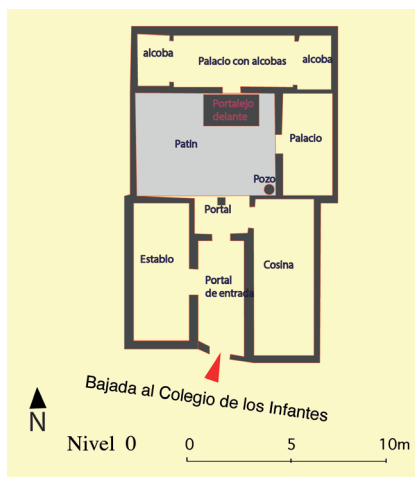 alcoba
Palacio con alcobas
alcoba
Portalejo
delante
Palacio
Patin
Pozo
Portal
Establo
Cosina
Portal
de entrada
Bajada al Colegio de los Infantes
N
Nivel 0
0 5 10m